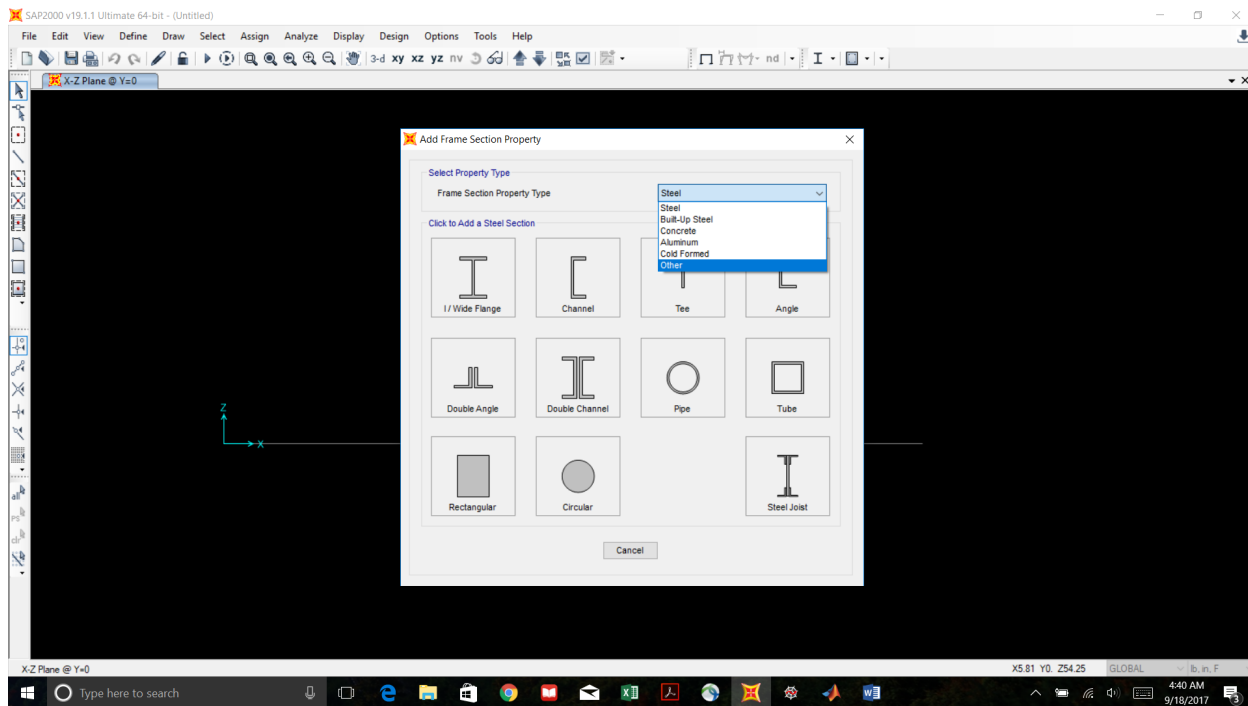 SAP2000 v19.1.1 Ultimate 64-bit - (Untitled)
File Edit View Define Draw Select Assign Analyze Display Design Options Tools Help
3-d xy xz yz nv nd
X-Z Plane @ Y=0
Add Frame Section Property
Select Property Type
Frame Section Property Type
Steel
Steel
Built-Up Steel
Concrete
Aluminum
Cold Formed
Other
Click to Add a Steel Section
I / Wide Flange
Channel
Tee
Angle
Double Angle
Double Channel
Pipe
Tube
Rectangular
Circular
Steel Joist
Cancel
Z
X
all
ps
clr
X-Z Plane @ Y=0
X5.81 Y0. Z54.25
GLOBAL
lb, in, F
Type here to search
4:40 AM
9/18/2017
3